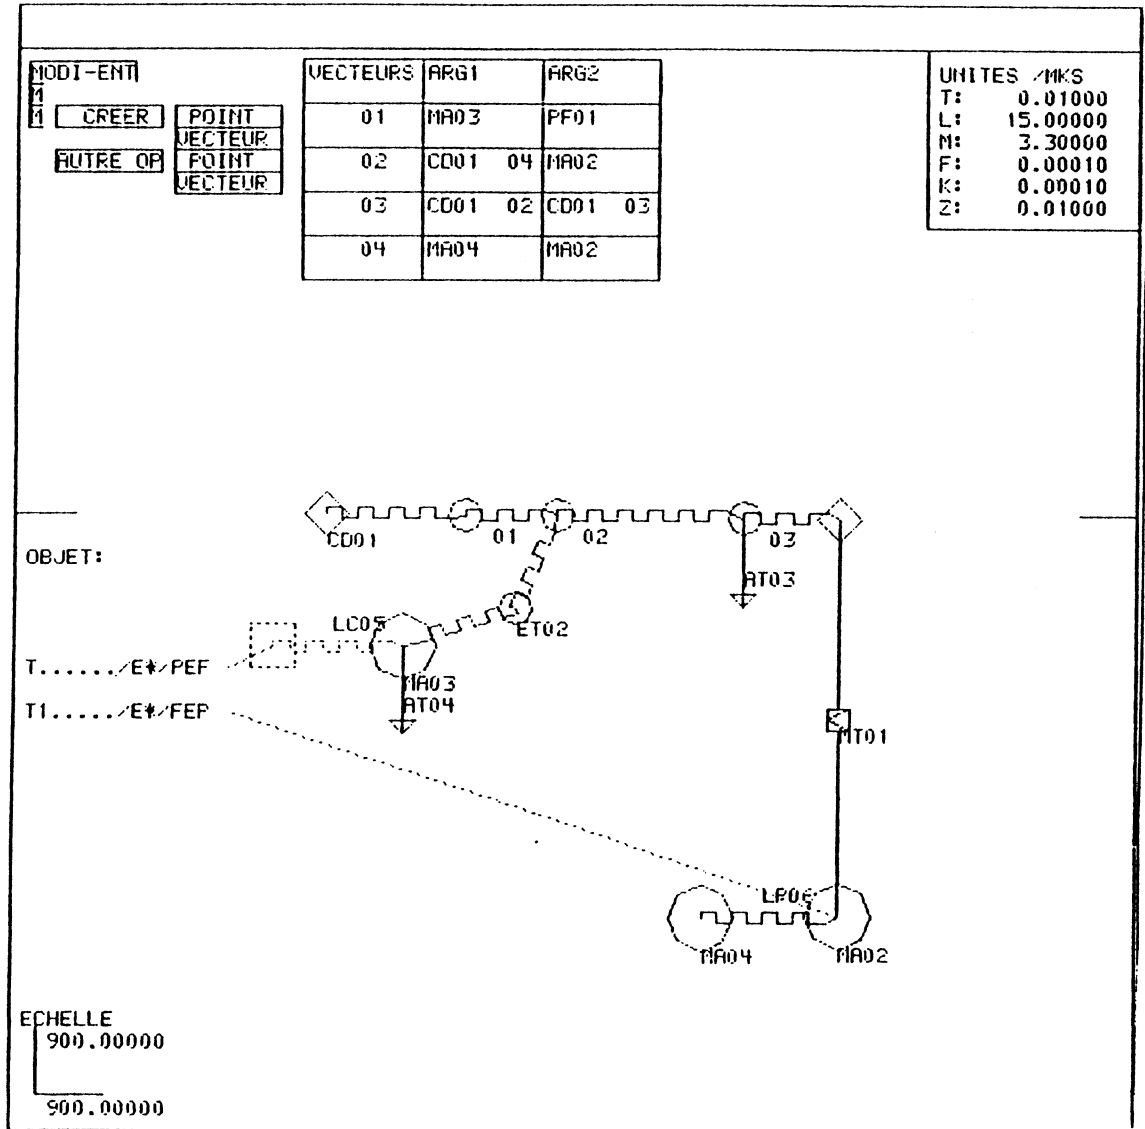 MODI-ENT
M
M
CREER
POINT
VECTEUR
AUTRE OP
POINT
VECTEUR
VECTEURS ARG1 ARG2
01 MA03 PF01
02 CD01 04 MA02
03 CD01 02 CD01 03
04 MA04 MA02
UNITES /MKS
T: 0.01000
L: 15.00000
M: 3.30000
F: 0.00010
K: 0.00010
Z: 0.01000
CD01
01
02
03
OBJET:
AT03
LC05
ET02
T....../E*/PEF
MA03
AT04
T1...../E*/FEP
MT01
MA04
MA02
ECHELLE
900.00000
900.00000